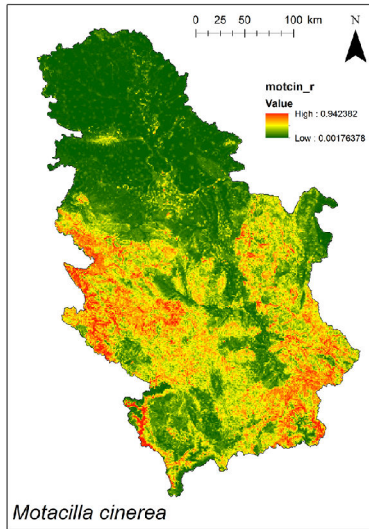 0 25 50 100 km
N
motcin_r
Value
High : 0.942382
Low : 0.00176378
Motacilla cinerea